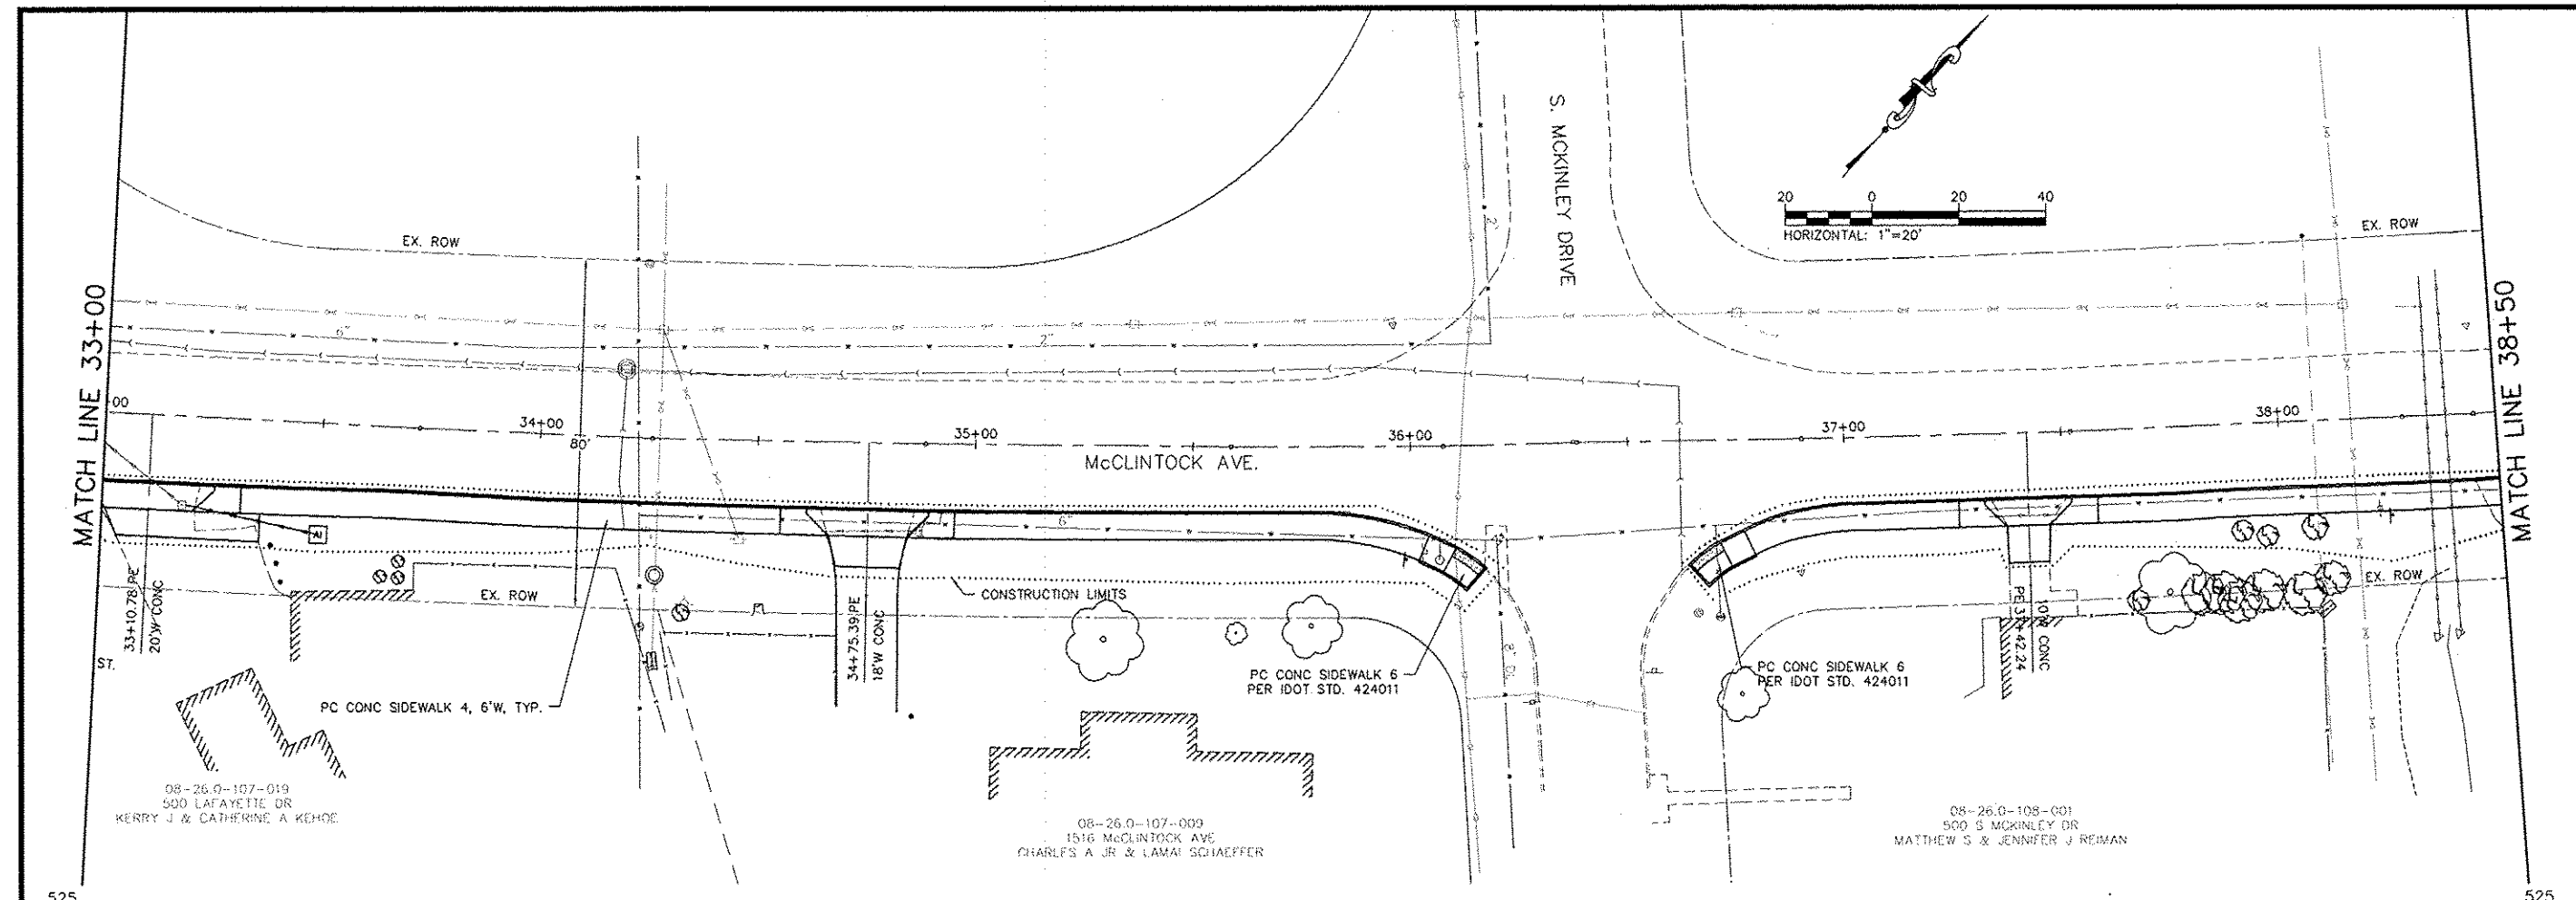 MATCH LINE 33+00
EX. ROW
6"
2"
2"
S. MCKINLEY DRIVE
20 0 20 40
HORIZONTAL: 1"=20'
EX. ROW
MATCH LINE 38+50
00
34+00
80'
35+00
36+00
37+00
38+00
McCLINTOCK AVE.
6"
33+10.78 PE
20'W CONC
ST.
EX. ROW
34+75.39 PE
18'W CONC
CONSTRUCTION LIMITS
EX. ROW
10'W CONC
PC CONC SIDEWALK 4, 6'W, TYP.
PC CONC SIDEWALK 6
PER IDOT STD. 424011
PC CONC SIDEWALK 6
PER IDOT STD. 424011
08-26.0-107-019
500 LAFAYETTE DR
KERRY J & CATHERINE A KEHOE
08-26.0-107-009
1516 McCLINTOCK AVE
CHARLES A JR & LAMAI SCHAEFFER
08-26.0-108-001
500 S MCKINLEY DR
MATTHEW S & JENNIFER J REIMAN
525
525